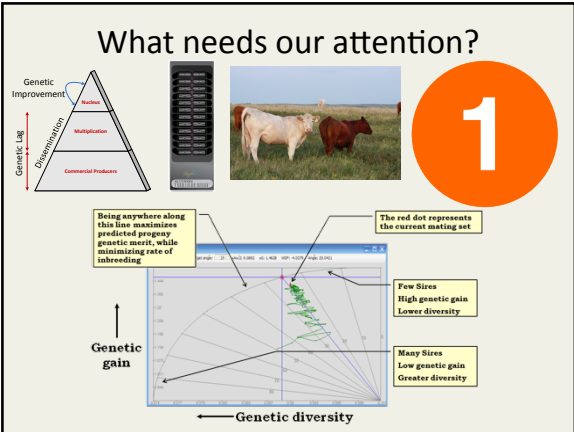 What needs our attention?
Genetic
Improvement
Nucleus
Dissemination
Multiplication
Genetic Lag
Commercial Producers
1
Being anywhere along
this line maximizes
predicted progeny
genetic merit, while
minimizing rate of
inbreeding
The red dot represents
the current mating set
Few Sires
High genetic gain
Lower diversity
Genetic
gain
Many Sires
Low genetic gain
Greater diversity
Genetic diversity